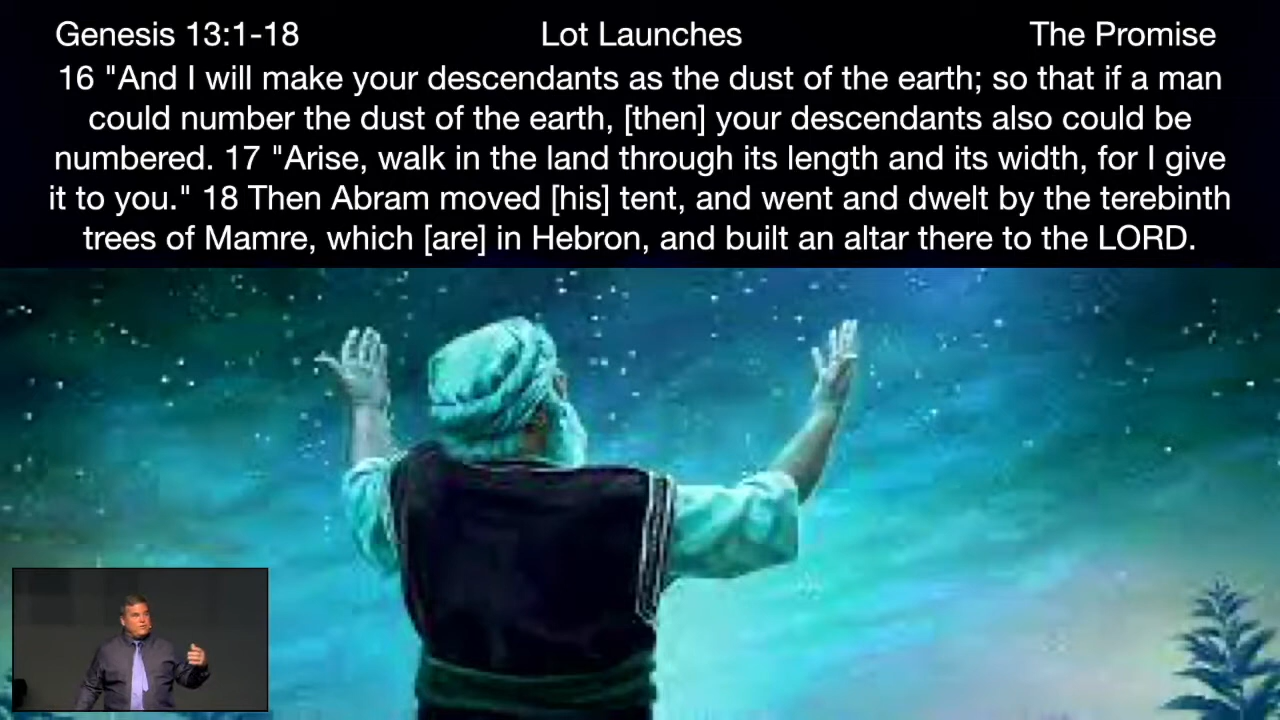 Genesis 13:1-18 Lot Launches The Promise
16 "And I will make your descendants as the dust of the earth; so that if a man
could number the dust of the earth, [then] your descendants also could be
numbered. 17 "Arise, walk in the land through its length and its width, for I give
it to you." 18 Then Abram moved [his] tent, and went and dwelt by the terebinth
trees of Mamre, which [are] in Hebron, and built an altar there to the LORD.